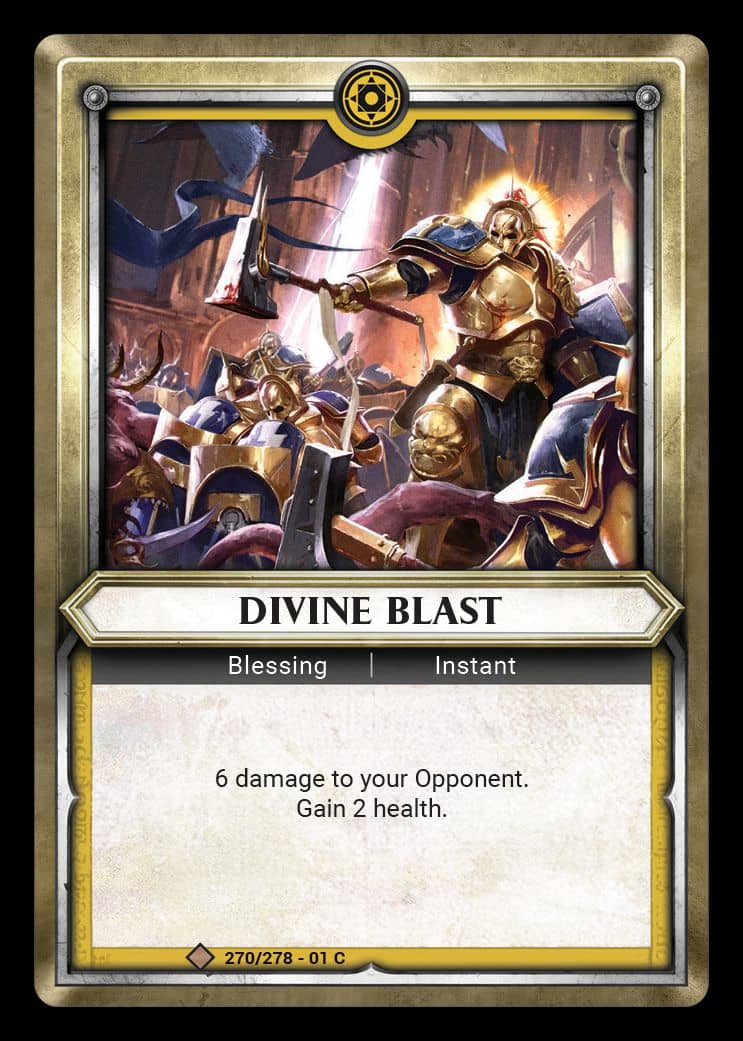 DIVINE BLAST
Blessing | Instant
6 damage to your Opponent.
Gain 2 health.
270/278 - 01 C